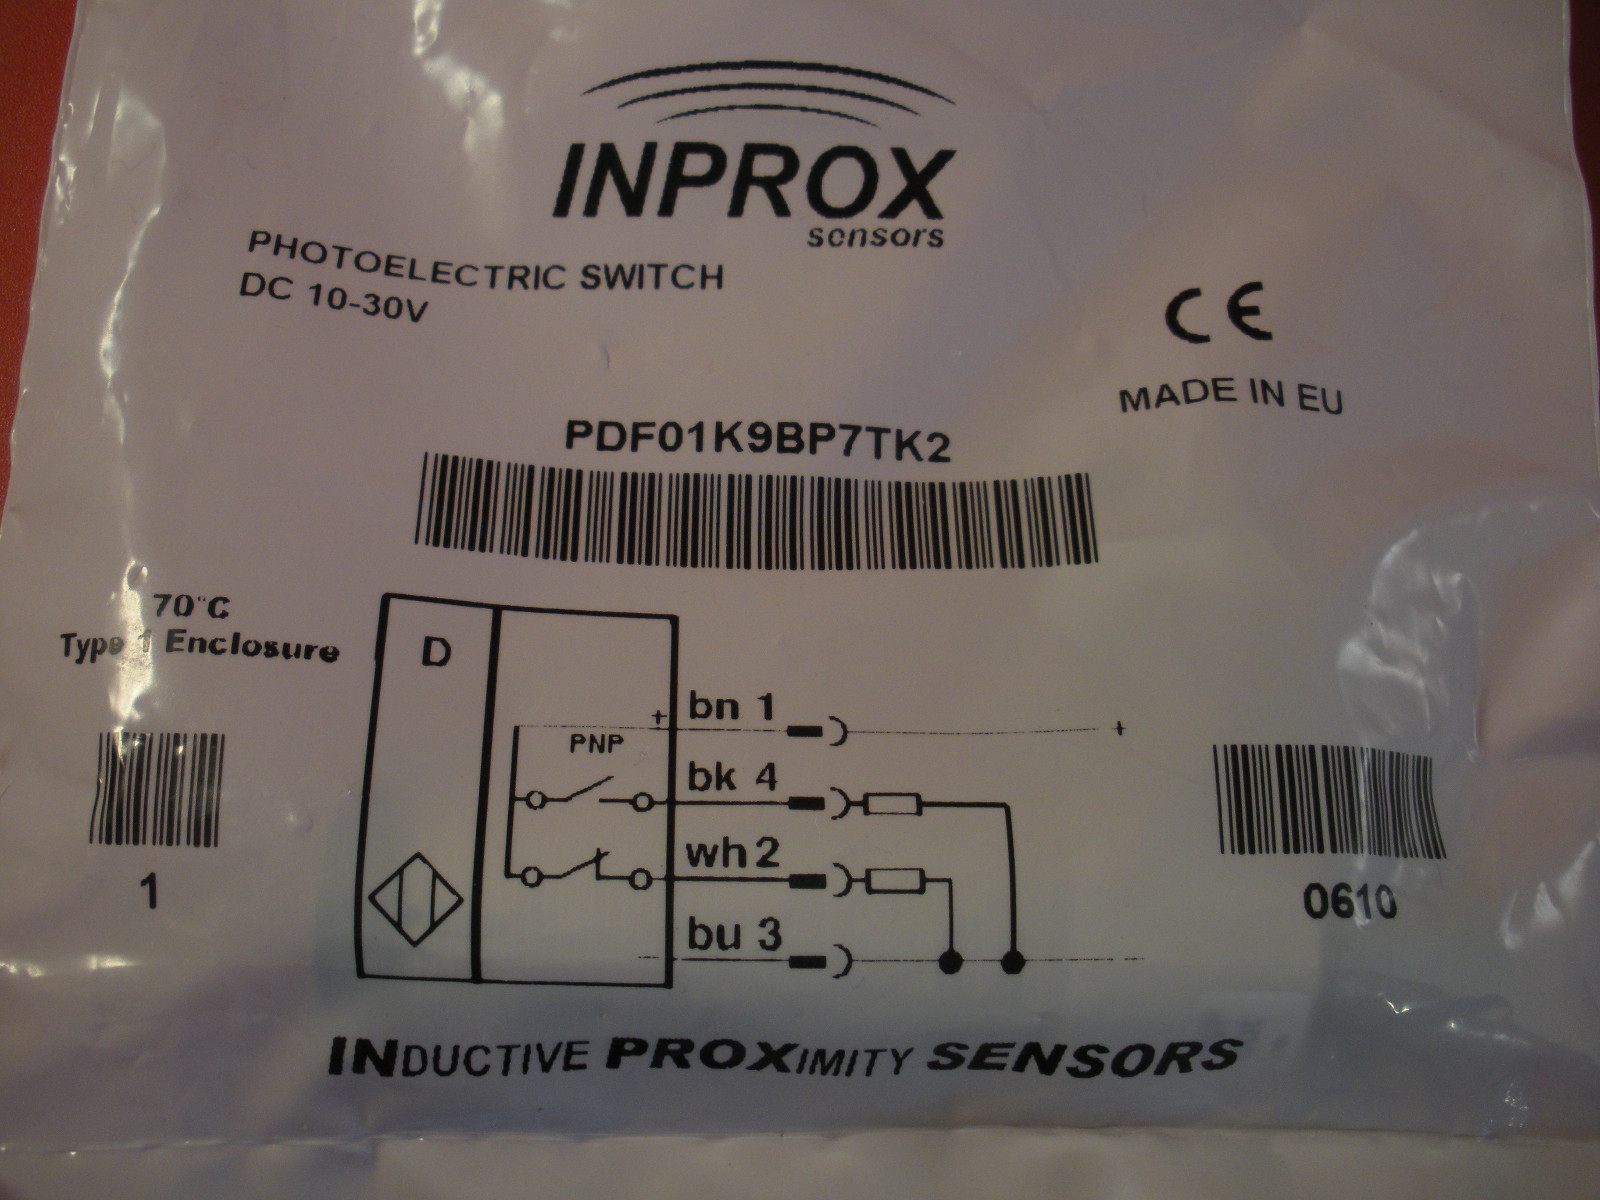 INPROX
sensors
PHOTOELECTRIC SWITCH
DC 10-30V
CE
MADE IN EU
PDF01K9BP7TK2
70°C
Type 1 Enclosure
D
+ bn 1 +
PNP
bk 4
wh 2
bu 3
1
0610
INDUCTIVE PROXIMITY SENSORS